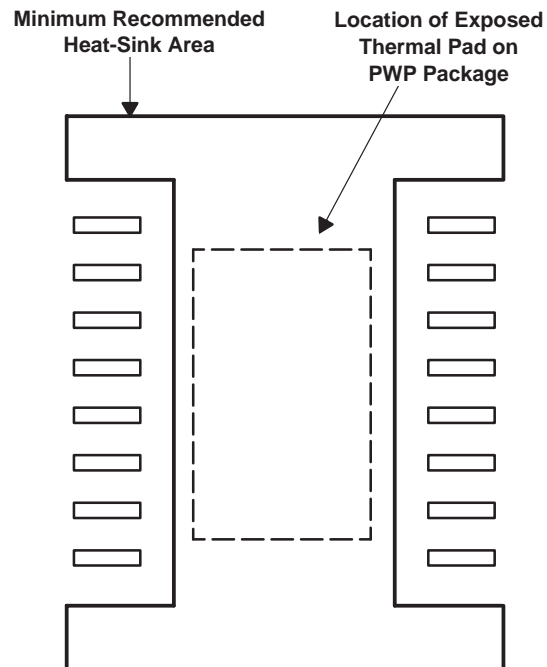 Minimum Recommended
Heat-Sink Area
Location of Exposed
Thermal Pad on
PWP Package